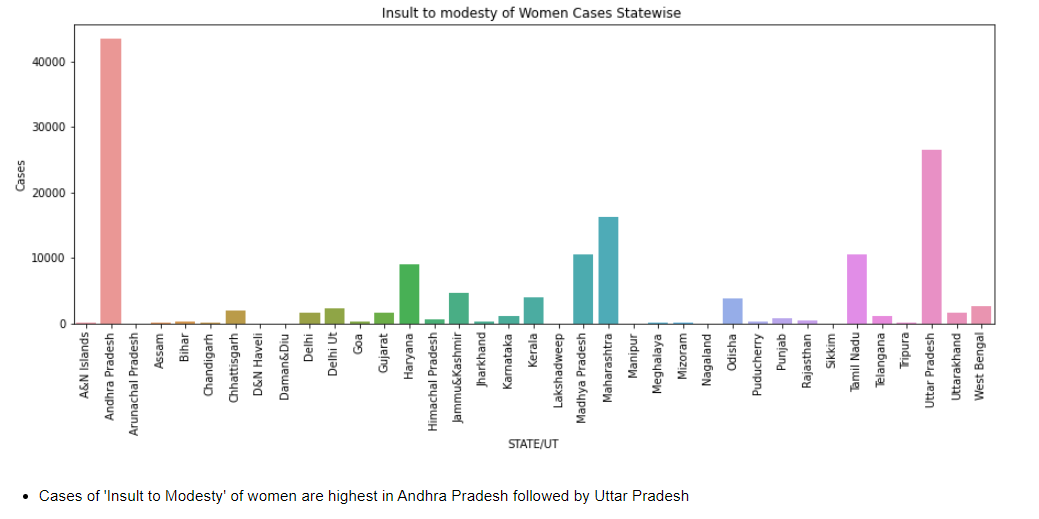 Insult to modesty of Women Cases Statewise
40000
30000
20000
10000
0
Cases
A&N Islands
Andhra Pradesh
Arunachal Pradesh
Assam
Bihar
Chandigarh
Chhattisgarh
D&N Haveli
Daman&Diu
Delhi
Delhi Ut
Goa
Gujarat
Haryana
Himachal Pradesh
Jammu&Kashmir
Jharkhand
Karnataka
Kerala
Lakshadweep
Madhya Pradesh
Maharashtra
Manipur
Meghalaya
Mizoram
Nagaland
Odisha
Puducherry
Punjab
Rajasthan
Sikkim
Tamil Nadu
Telangana
Tripura
Uttar Pradesh
Uttarakhand
West Bengal
STATE/UT
• Cases of 'Insult to Modesty' of women are highest in Andhra Pradesh followed by Uttar Pradesh